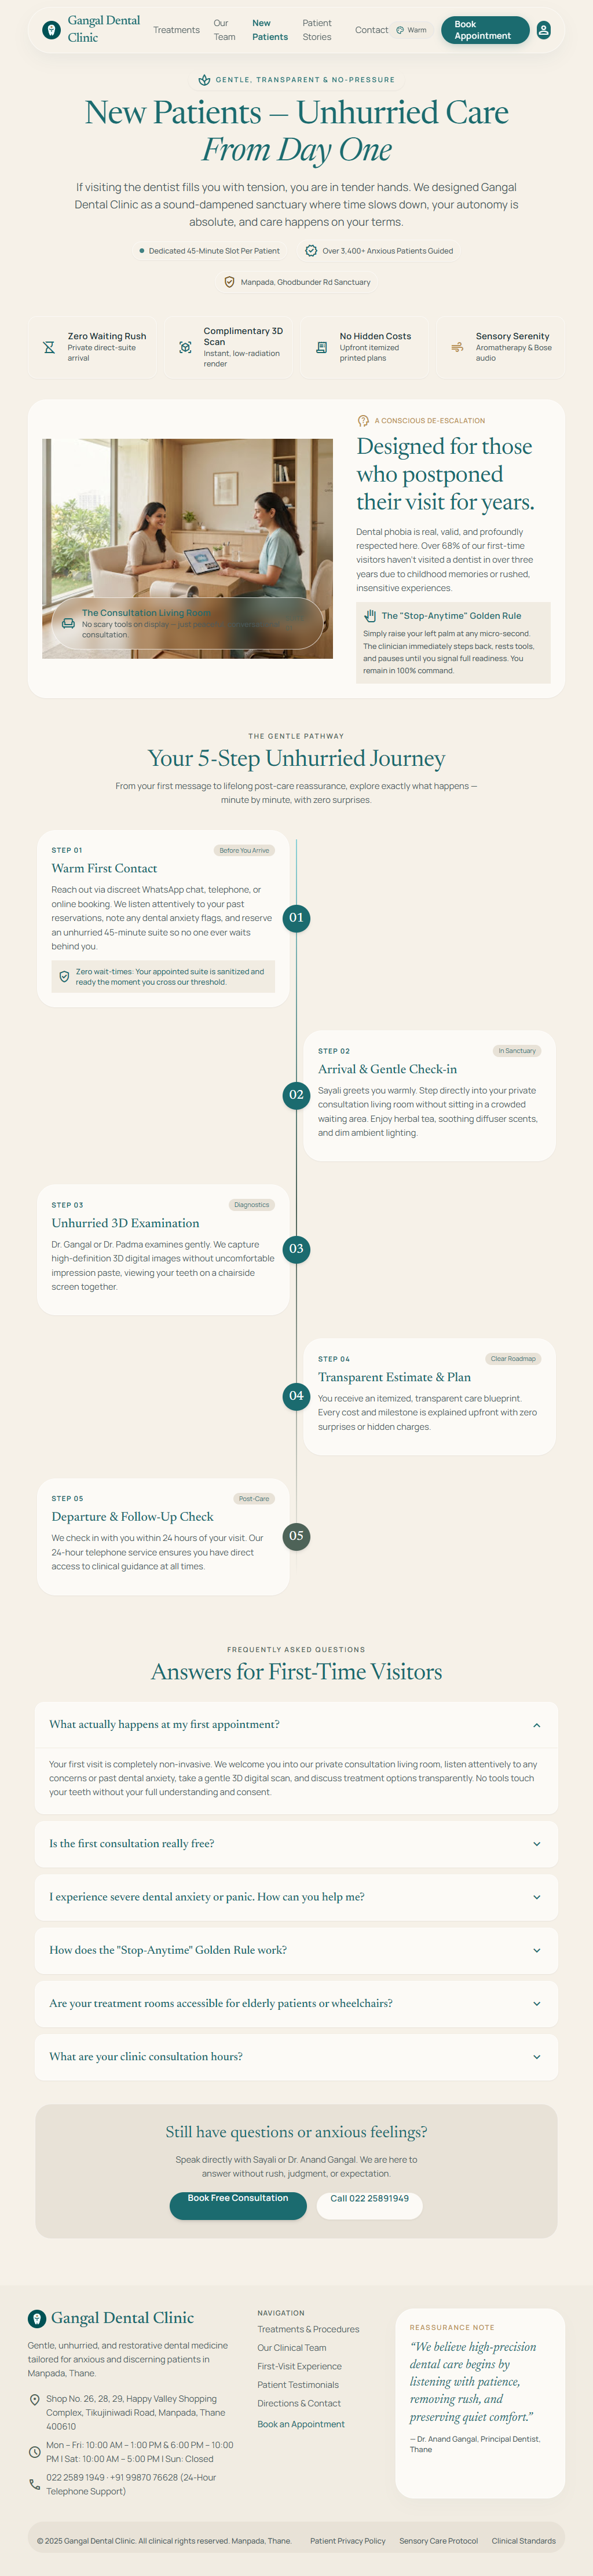 Gangal Dental
Clinic
Treatments
Our
Team
New
Patients
Patient
Stories
Contact
Warm
Book
Appointment
GENTLE, TRANSPARENT & NO-PRESSURE
New Patients — Unhurried Care
From Day One
If visiting the dentist fills you with tension, you are in tender hands. We designed Gangal
Dental Clinic as a sound-dampened sanctuary where time slows down, your autonomy is
absolute, and care happens on your terms.
Dedicated 45-Minute Slot Per Patient
Over 3,400+ Anxious Patients Guided
Manpada, Ghodbunder Rd Sanctuary
Zero Waiting Rush
Private direct-suite
arrival
Complimentary 3D
Scan
Instant, low-radiation
render
No Hidden Costs
Upfront itemized
printed plans
Sensory Serenity
Aromatherapy & Bose
audio
The Consultation Living Room
No scary tools on display — just
consultation.
A CONSCIOUS DE-ESCALATION
Designed for those
who postponed
their visit for years.
Dental phobia is real, valid, and profoundly
respected here. Over 68% of our first-time
visitors haven't visited a dentist in over three
years due to childhood memories or rushed,
insensitive experiences.
The "Stop-Anytime" Golden Rule
Simply raise your left palm at any micro-second.
The clinician immediately steps back, rests tools,
and pauses until you signal full readiness. You
remain in 100% command.
THE GENTLE PATHWAY
Your 5-Step Unhurried Journey
From your first message to lifelong post-care reassurance, explore exactly what happens —
minute by minute, with zero surprises.
STEP 01
Before You Arrive
Warm First Contact
Reach out via discreet WhatsApp chat, telephone, or
online booking. We listen attentively to your past
reservations, note any dental anxiety flags, and reserve
an unhurried 45-minute suite so no one ever waits
behind you.
Zero wait-times: Your appointed suite is sanitized and
ready the moment you cross our threshold.
01
STEP 02
In Sanctuary
Arrival & Gentle Check-in
Sayali greets you warmly. Step directly into your private
consultation living room without sitting in a crowded
waiting area. Enjoy herbal tea, soothing diffuser scents,
and dim ambient lighting.
02
STEP 03
Diagnostics
Unhurried 3D Examination
Dr. Gangal or Dr. Padma examines gently. We capture
high-definition 3D digital images without uncomfortable
impression paste, viewing your teeth on a chairside
screen together.
03
STEP 04
Clear Roadmap
Transparent Estimate & Plan
You receive an itemized, transparent care blueprint.
Every cost and milestone is explained upfront with zero
surprises or hidden charges.
04
STEP 05
Post-Care
Departure & Follow-Up Check
We check in with you within 24 hours of your visit. Our
24-hour telephone service ensures you have direct
access to clinical guidance at all times.
05
FREQUENTLY ASKED QUESTIONS
Answers for First-Time Visitors
What actually happens at my first appointment?
Your first visit is completely non-invasive. We welcome you into our private consultation living room, listen attentively to any
concerns or past dental anxiety, take a gentle 3D digital scan, and discuss treatment options transparently. No tools touch
your teeth without your full understanding and consent.
Is the first consultation really free?
I experience severe dental anxiety or panic. How can you help me?
How does the "Stop-Anytime" Golden Rule work?
Are your treatment rooms accessible for elderly patients or wheelchairs?
What are your clinic consultation hours?
Still have questions or anxious feelings?
Speak directly with Sayali or Dr. Anand Gangal. We are here to
answer without rush, judgment, or expectation.
Book Free Consultation
Call 022 25891949
Gangal Dental Clinic
Gentle, unhurried, and restorative dental medicine
tailored for anxious and discerning patients in
Manpada, Thane.
Shop No. 26, 28, 29, Happy Valley Shopping
Complex, Tikujiniwadi Road, Manpada, Thane
400610
Mon – Fri: 10:00 AM – 1:00 PM & 6:00 PM – 10:00
PM | Sat: 10:00 AM – 5:00 PM | Sun: Closed
022 2589 1949 · +91 99870 76628 (24-Hour
Telephone Support)
NAVIGATION
Treatments & Procedures
Our Clinical Team
First-Visit Experience
Patient Testimonials
Directions & Contact
Book an Appointment
REASSURANCE NOTE
“We believe high-precision
dental care begins by
listening with patience,
removing rush, and
preserving quiet comfort.”
— Dr. Anand Gangal, Principal Dentist,
Thane
© 2025 Gangal Dental Clinic. All clinical rights reserved. Manpada, Thane.
Patient Privacy Policy
Sensory Care Protocol
Clinical Standards